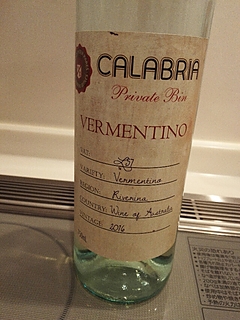 CALABRIA
Private Bin
VERMENTINO
VARIETY: Vermentino
REGION: Riverina
COUNTRY: Wine of Australia
VINTAGE: 2016